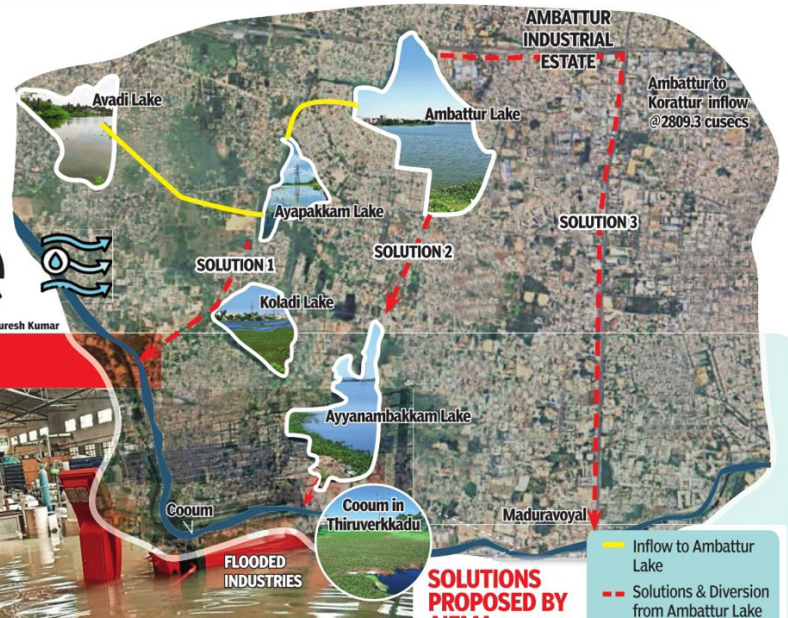 AMBATTUR
INDUSTRIAL
ESTATE
Ambattur to
Korattur inflow
@2809.3 cusecs
Avadi Lake
Ambattur Lake
Ayapakkam Lake
SOLUTION 1
SOLUTION 2
SOLUTION 3
Koladi Lake
uresh Kumar
Ayyanambakkam Lake
Cooum
Cooum in
Thiruverkkadu
Maduravoyal
FLOODED
INDUSTRIES
SOLUTIONS
PROPOSED BY
Inflow to Ambattur
Lake
Solutions & Diversion
from Ambattur Lake